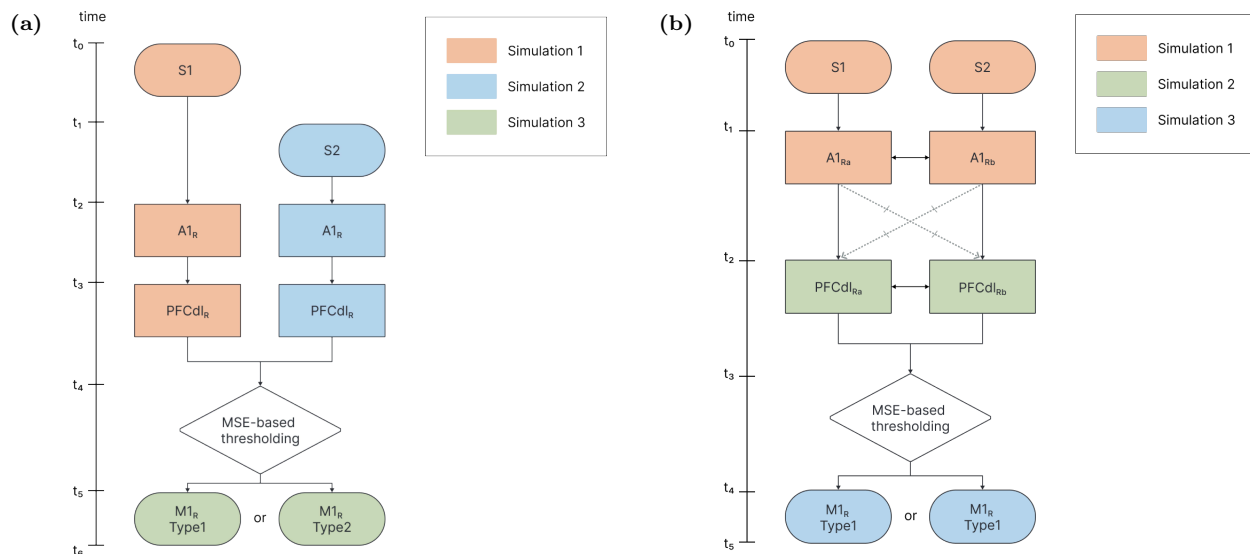 (a)
time
t₀
t₁
t₂
t₃
t₄
t₅
t₆
S1
S2
A1R
A1R
PFCdlR
PFCdlR
MSE-based
thresholding
M1R
Type1
or
M1R
Type2
Simulation 1
Simulation 2
Simulation 3
(b)
time
t₀
t₁
t₂
t₃
t₄
t₅
S1
S2
A1Ra
A1Rb
PFCdlRa
PFCdlRb
MSE-based
thresholding
M1R
Type1
or
M1R
Type1
Simulation 1
Simulation 2
Simulation 3